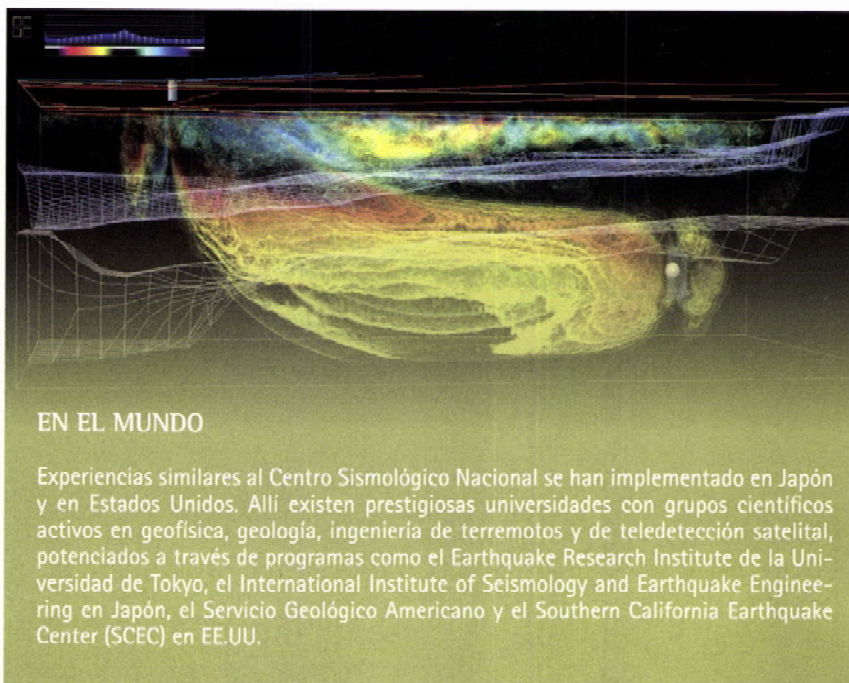 EN EL MUNDO
Experiencias similares al Centro Sismológico Nacional se han implementado en Japón
y en Estados Unidos. Allí existen prestigiosas universidades con grupos científicos
activos en geofísica, geología, ingeniería de terremotos y de teledetección satelital,
potenciados a través de programas como el Earthquake Research Institute de la Uni-
versidad de Tokyo, el International Institute of Seismology and Earthquake Enginee-
ring en Japón, el Servicio Geológico Americano y el Southern California Earthquake
Center (SCEC) en EE.UU.